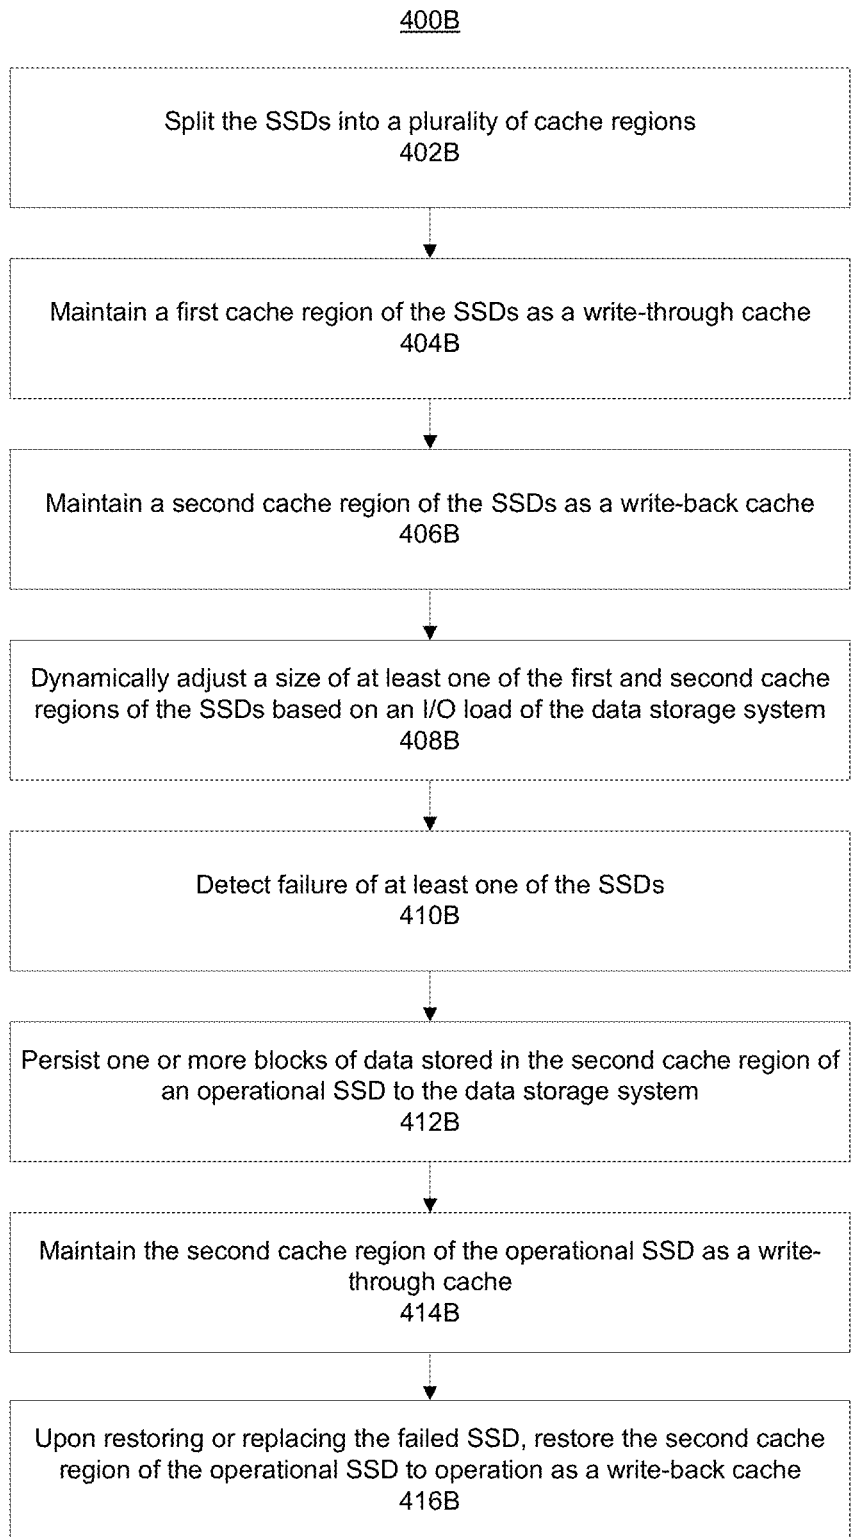 400B
Split the SSDs into a plurality of cache regions
402B
Maintain a first cache region of the SSDs as a write-through cache
404B
Maintain a second cache region of the SSDs as a write-back cache
406B
Dynamically adjust a size of at least one of the first and second cache
regions of the SSDs based on an I/O load of the data storage system
408B
Detect failure of at least one of the SSDs
410B
Persist one or more blocks of data stored in the second cache region of
an operational SSD to the data storage system
412B
Maintain the second cache region of the operational SSD as a write-
through cache
414B
Upon restoring or replacing the failed SSD, restore the second cache
region of the operational SSD to operation as a write-back cache
416B